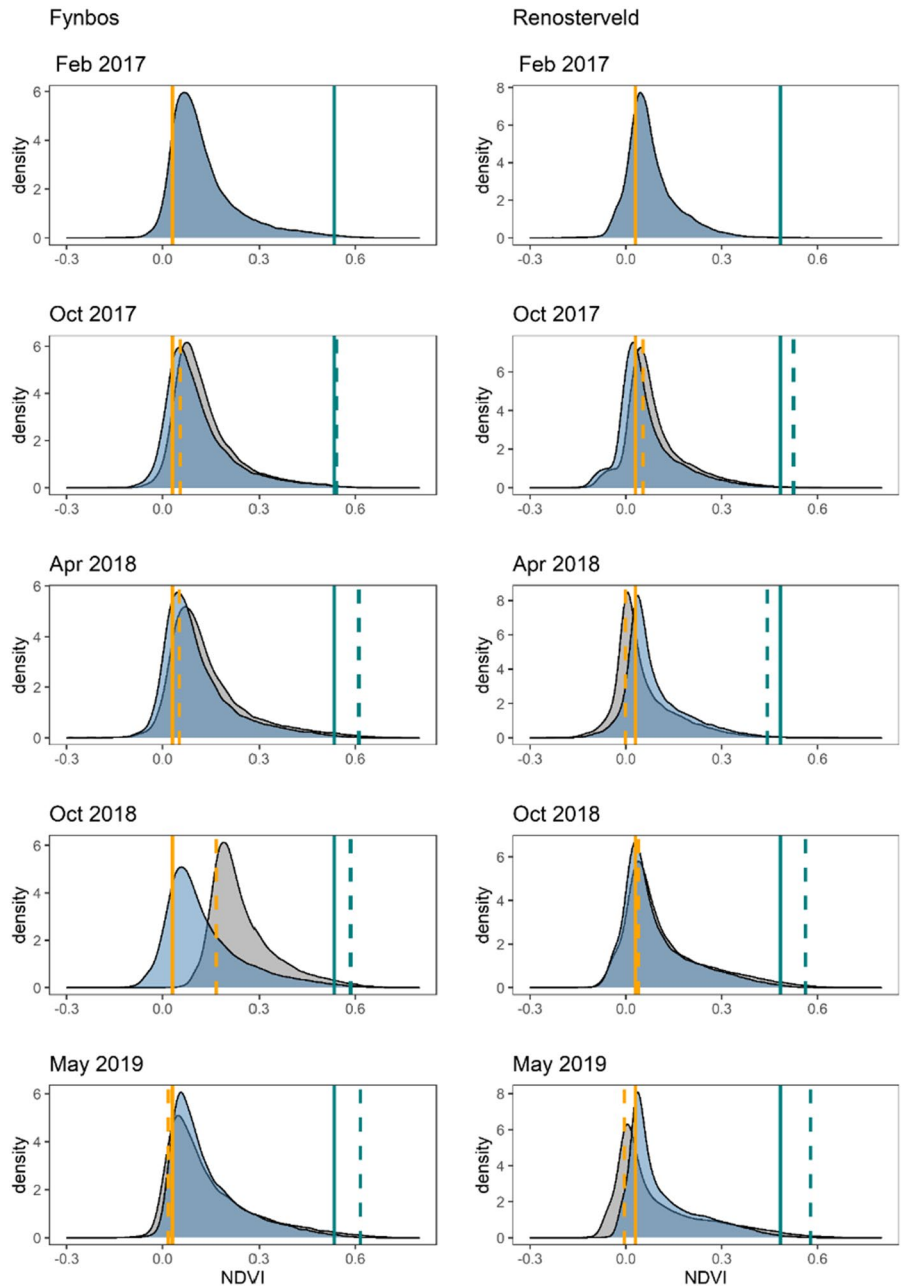 Fynbos Renosterveld
Feb 2017 Feb 2017
density 6 4 2 0 density 8 6 4 2 0
-0.3 0.0 0.3 0.6 -0.3 0.0 0.3 0.6
Oct 2017 Oct 2017
density 6 4 2 0 density 6 4 2 0
-0.3 0.0 0.3 0.6 -0.3 0.0 0.3 0.6
Apr 2018 Apr 2018
density 6 4 2 0 density 8 6 4 2 0
-0.3 0.0 0.3 0.6 -0.3 0.0 0.3 0.6
Oct 2018 Oct 2018
density 6 4 2 0 density 6 4 2 0
-0.3 0.0 0.3 0.6 -0.3 0.0 0.3 0.6
May 2019 May 2019
density 6 4 2 0 density 8 6 4 2 0
-0.3 0.0 0.3 0.6 -0.3 0.0 0.3 0.6
NDVI NDVI